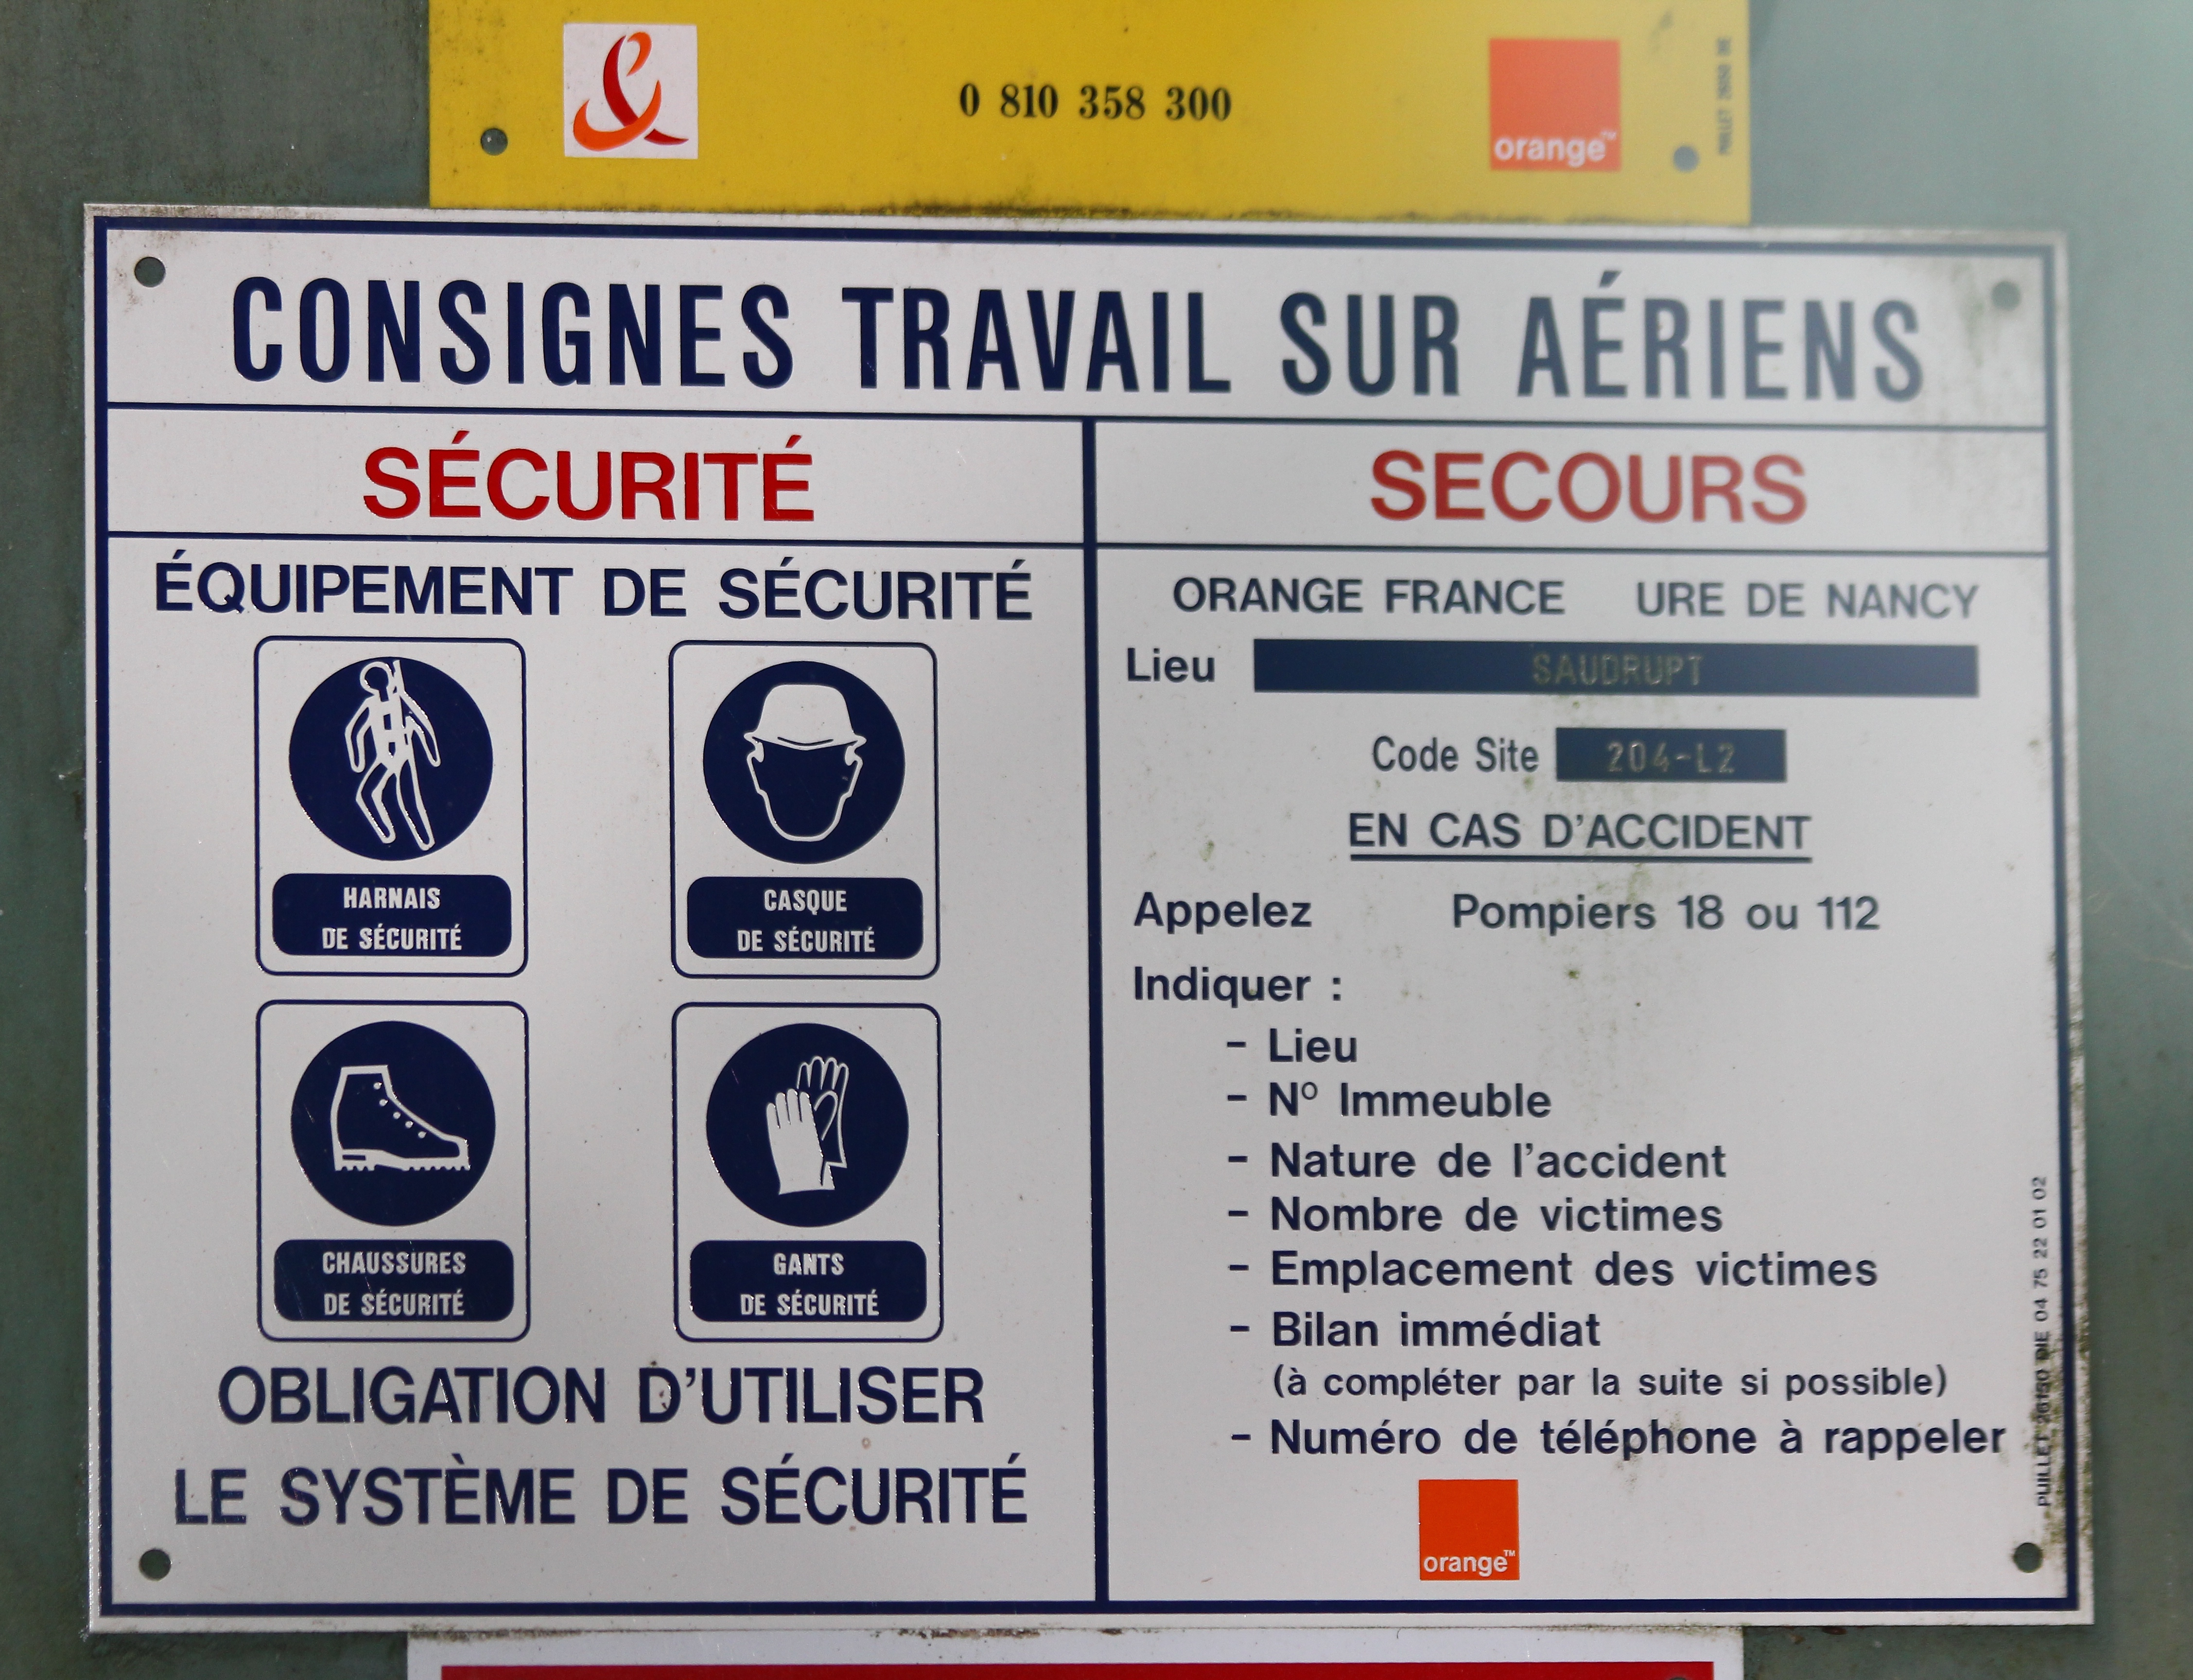 0 810 358 300
orange™
CONSIGNES TRAVAIL SUR AÉRIENS
SÉCURITÉ
ÉQUIPEMENT DE SÉCURITÉ
HARNAIS
DE SÉCURITÉ
CASQUE
DE SÉCURITÉ
CHAUSSURES
DE SÉCURITÉ
GANTS
DE SÉCURITÉ
OBLIGATION D'UTILISER
LE SYSTÈME DE SÉCURITÉ
SECOURS
ORANGE FRANCE URE DE NANCY
Lieu SAUDRUPT
Code Site 204-L2
EN CAS D'ACCIDENT
Appelez Pompiers 18 ou 112
Indiquer :
- Lieu
- Nº Immeuble
- Nature de l'accident
- Nombre de victimes
- Emplacement des victimes
- Bilan immédiat
(à compléter par la suite si possible)
- Numéro de téléphone à rappeler
orange™
PUILLET 26150 DIE 04 75 22 01 02